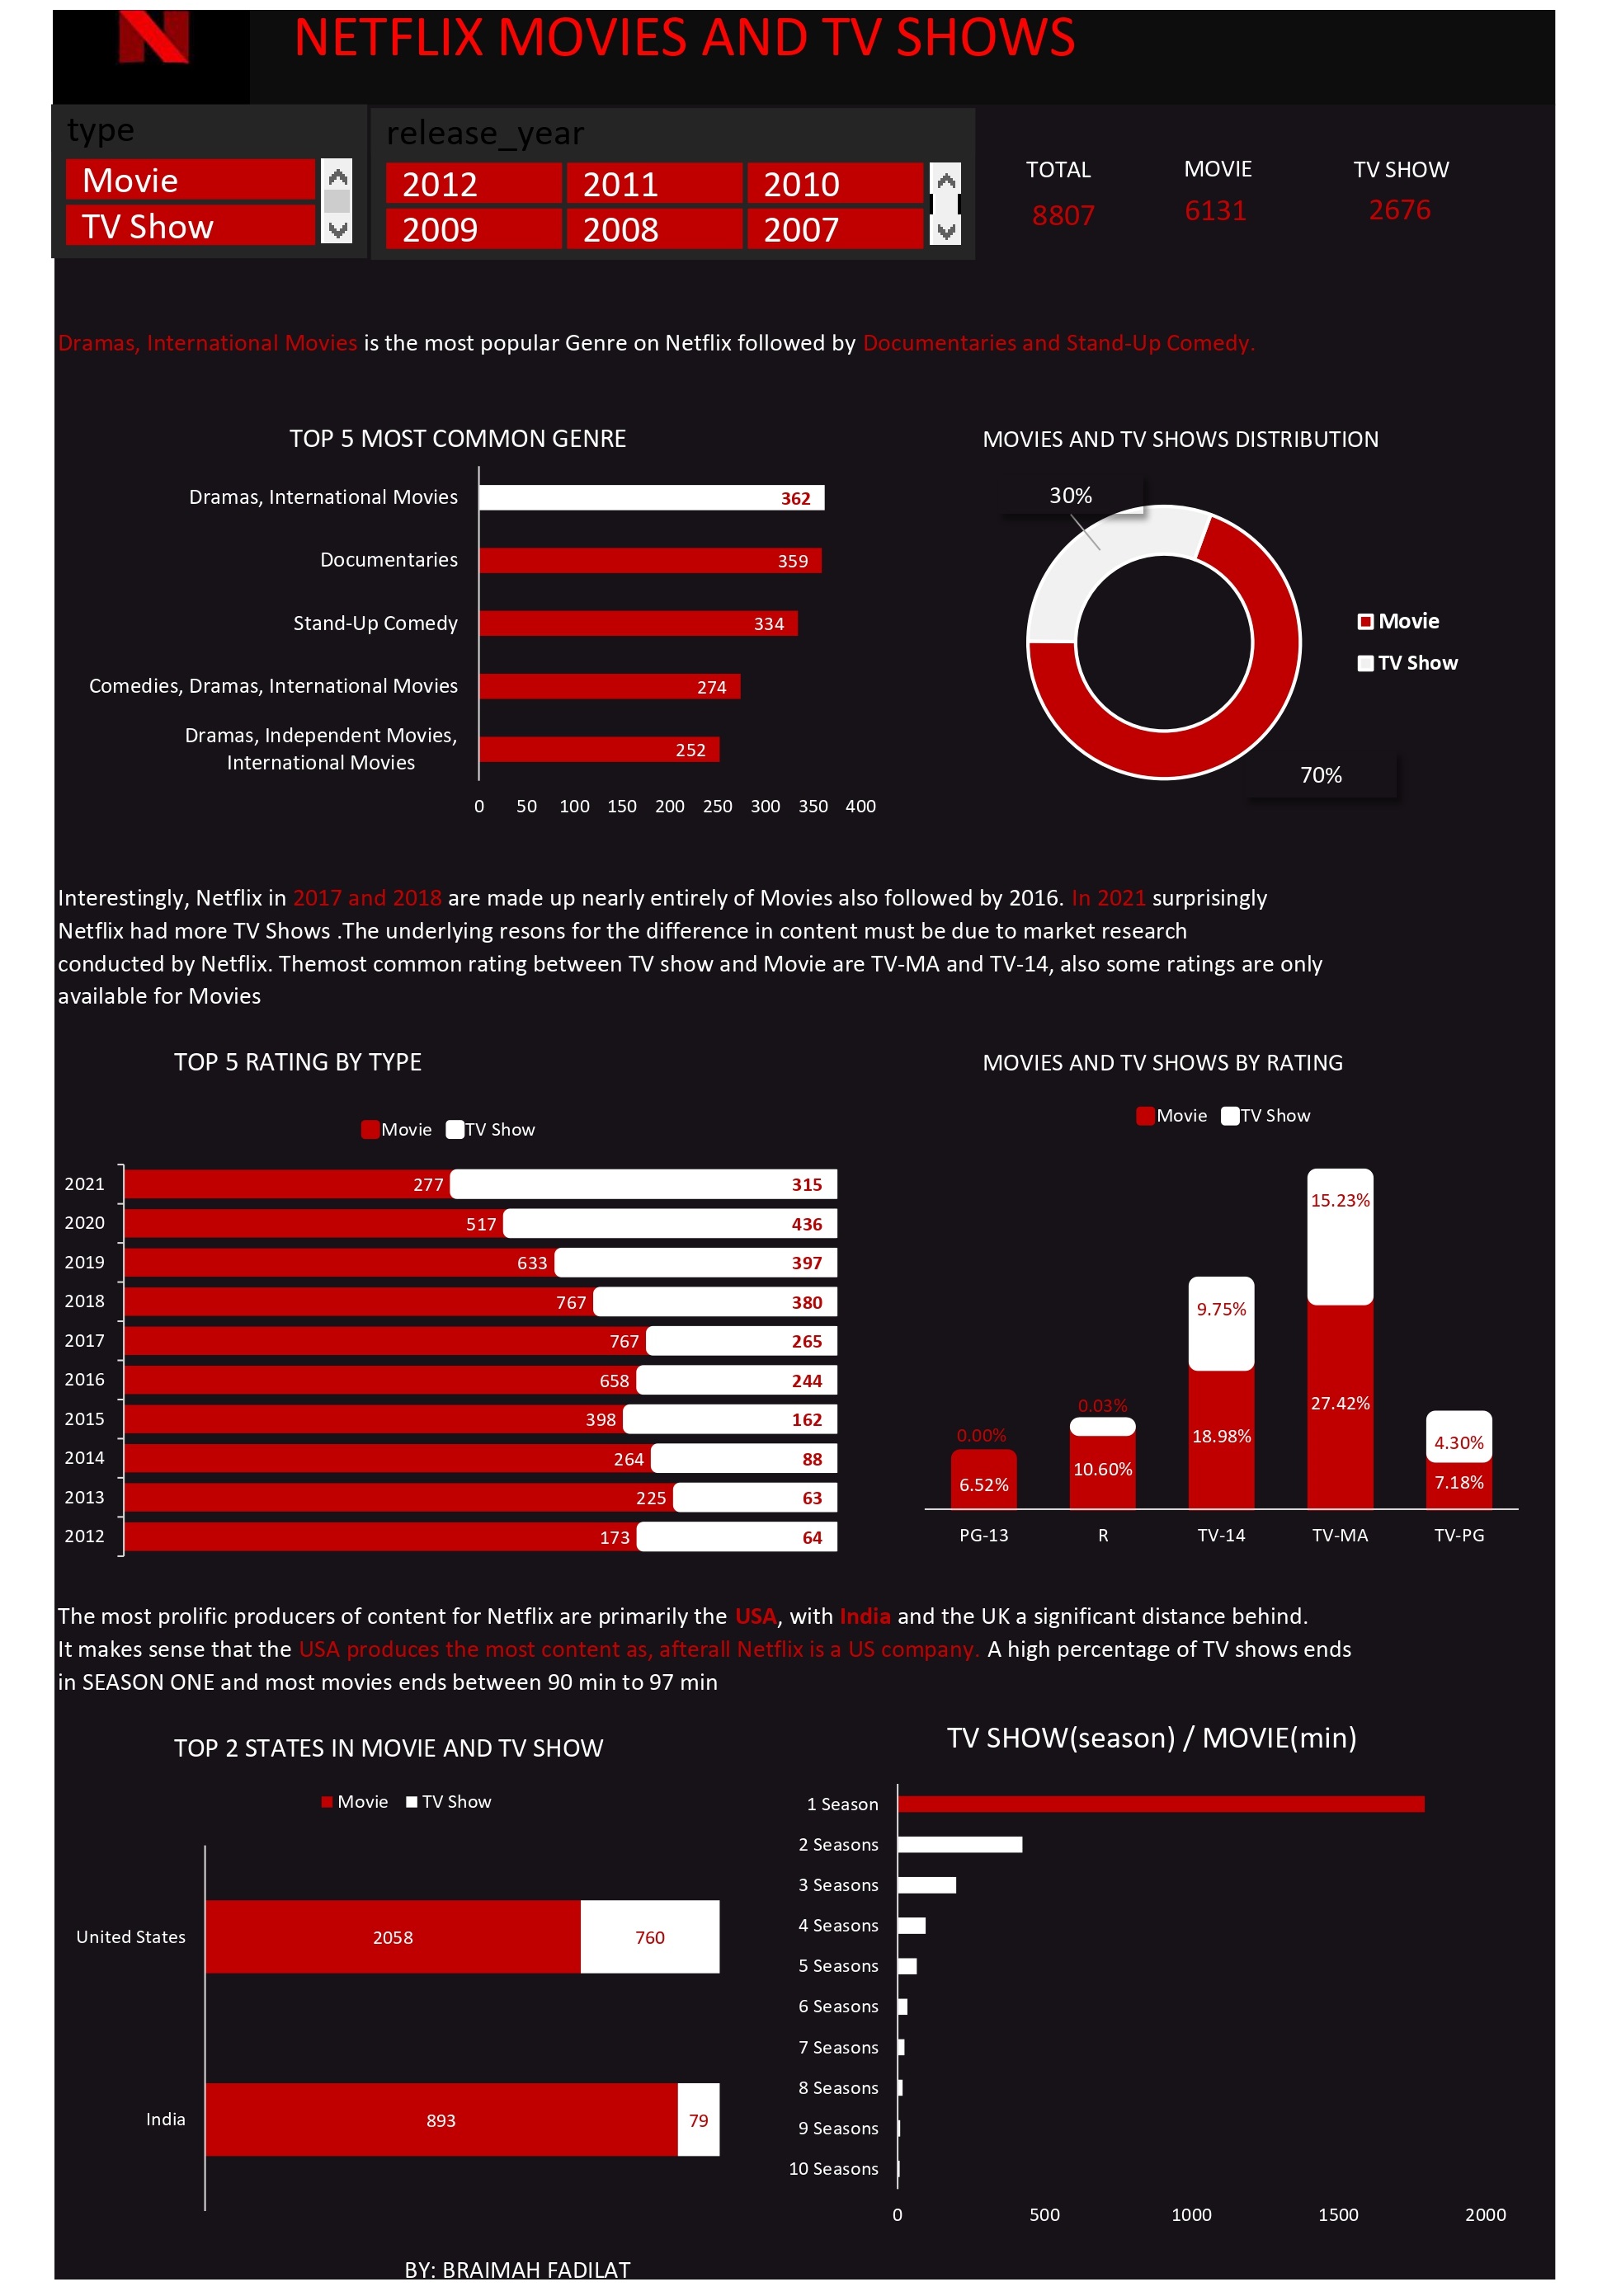 NETFLIX MOVIES AND TV SHOWS
type
Movie
TV Show
release_year
2012 2011 2010
2009 2008 2007
TOTAL MOVIE TV SHOW
8807 6131 2676
Dramas, International Movies is the most popular Genre on Netflix followed by Documentaries and Stand-Up Comedy.
TOP 5 MOST COMMON GENRE
Dramas, International Movies 362
Documentaries 359
Stand-Up Comedy 334
Comedies, Dramas, International Movies 274
Dramas, Independent Movies,
International Movies 252
0 50 100 150 200 250 300 350 400
MOVIES AND TV SHOWS DISTRIBUTION
30%
Movie
TV Show
70%
Interestingly, Netflix in 2017 and 2018 are made up nearly entirely of Movies also followed by 2016. In 2021 surprisingly
Netflix had more TV Shows .The underlying resons for the difference in content must be due to market research
conducted by Netflix. Themost common rating between TV show and Movie are TV-MA and TV-14, also some ratings are only
available for Movies
TOP 5 RATING BY TYPE
Movie TV Show
2021 277 315
2020 517 436
2019 633 397
2018 767 380
2017 767 265
2016 658 244
2015 398 162
2014 264 88
2013 225 63
2012 173 64
MOVIES AND TV SHOWS BY RATING
Movie TV Show
15.23%
9.75%
27.42%
0.03%
0.00%
18.98%
4.30%
10.60%
6.52%
7.18%
PG-13 R TV-14 TV-MA TV-PG
The most prolific producers of content for Netflix are primarily the USA, with India and the UK a significant distance behind.
It makes sense that the USA produces the most content as, afterall Netflix is a US company. A high percentage of TV shows ends
in SEASON ONE and most movies ends between 90 min to 97 min
TOP 2 STATES IN MOVIE AND TV SHOW
Movie TV Show
United States 2058 760
India 893 79
TV SHOW(season) / MOVIE(min)
1 Season
2 Seasons
3 Seasons
4 Seasons
5 Seasons
6 Seasons
7 Seasons
8 Seasons
9 Seasons
10 Seasons
0 500 1000 1500 2000
BY: BRAIMAH FADILAT